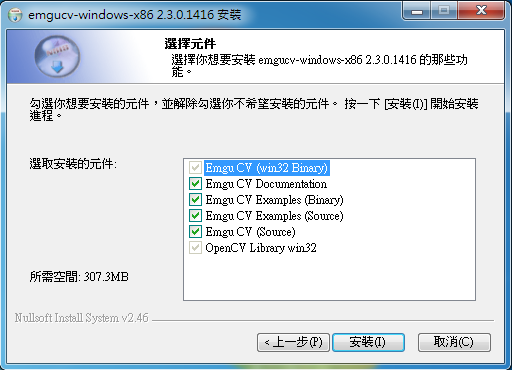 emgucv-windows-x86 2.3.0.1416 安裝
選擇元件
選擇你想要安裝 emgucv-windows-x86 2.3.0.1416 的那些功
能。
勾選你想要安裝的元件，並解除勾選你不希望安裝的元件。 按一下 [安裝(I)] 開始安裝
進程。
選取安裝的元件:
Emgu CV (win32 Binary)
Emgu CV Documentation
Emgu CV Examples (Binary)
Emgu CV Examples (Source)
Emgu CV (Source)
OpenCV Library win32
所需空間: 307.3MB
Nullsoft Install System v2.46
< 上一步(P)
安裝(I)
取消(C)